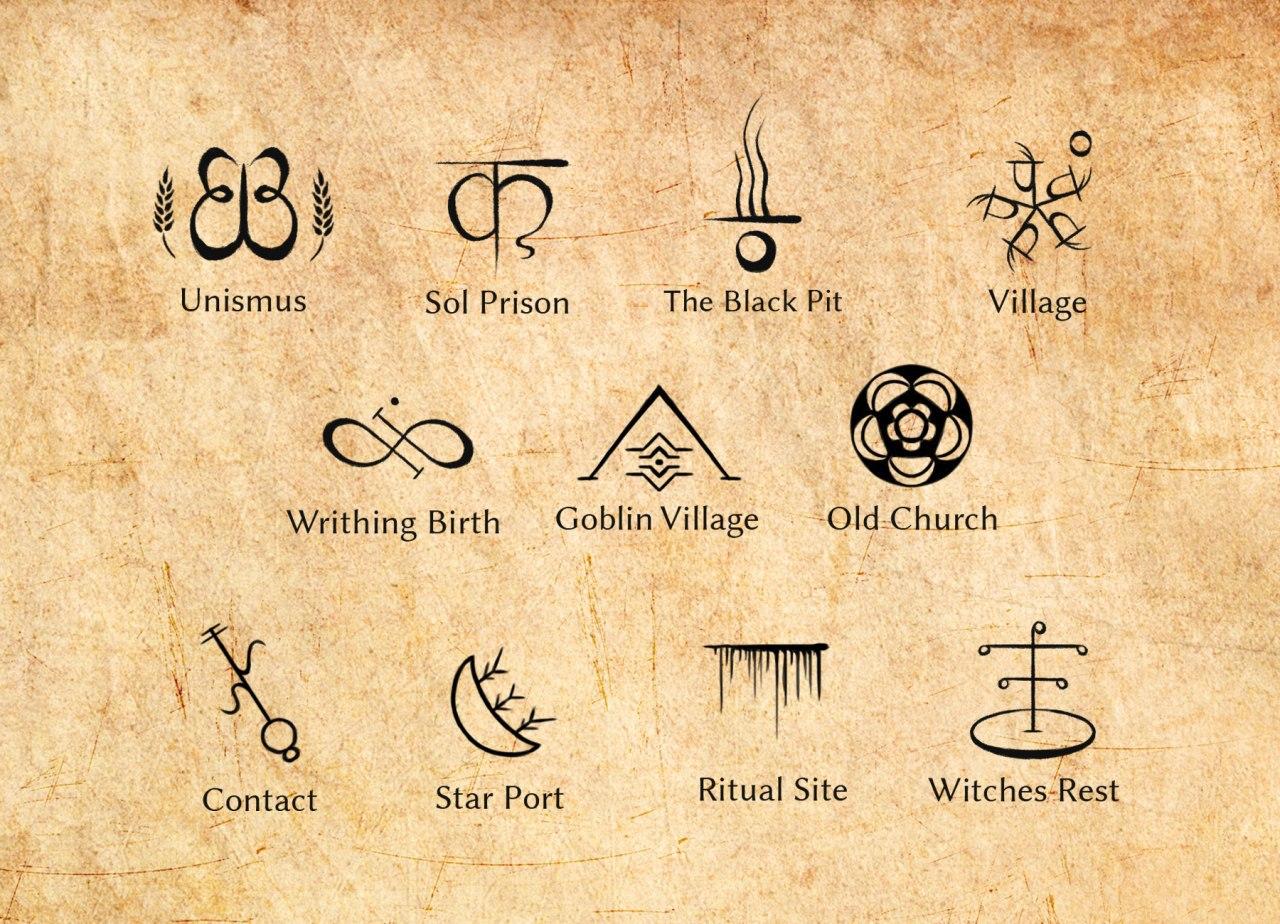 Unismus
Sol Prison
The Black Pit
Village
Writhing Birth
Goblin Village
Old Church
Contact
Star Port
Ritual Site
Witches Rest